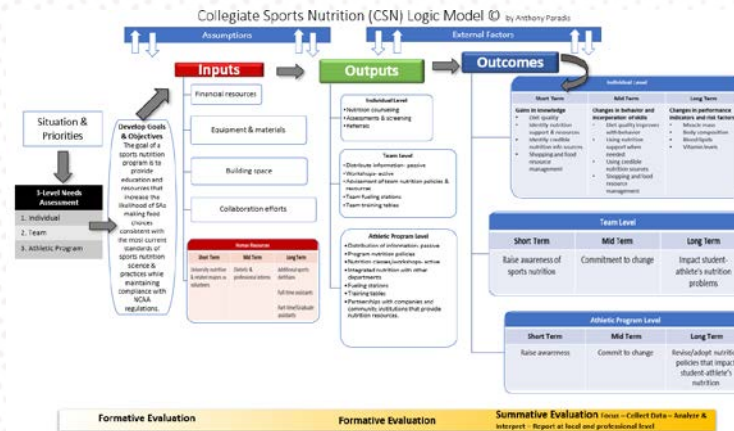 Collegiate Sports Nutrition (CSN) Logic Model © by Anthony Paradis
Assumptions
External Factors
Inputs
Outputs
Outcomes
Situation &
Priorities
3-Level Needs
Assessment
1. Individual
2. Team
3. Athletic Program
Develop Goals
& Objectives
The goal of a
sports nutrition
program is to
provide
education and
resources that
increase the
likelihood of SAs
making food
choices
consistent with
the most current
standards of
sports nutrition
science &
practices while
maintaining
compliance with
NCAA
regulations.
Financial resources
Equipment & materials
Building space
Collaboration efforts
Human Resources
Short Term
Mid Term
Long Term
University nutrition
& related majors as
volunteers
Dietetic &
professional interns
Additional sports
dietitians
Full time assistants
Part time/Graduate
assistants
Individual Level
• Nutrition counseling
• Assessments & screening
• Referrals
Team Level
• Distribute information- passive
• Workshops- active
• Advisement of team nutrition policies &
resources
• Team fueling stations
• Team training tables
Athletic Program Level
• Distribution of information- passive
• Program nutrition policies
• Nutrition classes/workshops- active
• Integrated nutrition with other
departments
• Fueling stations
• Training tables
• Partnerships with companies and
community institutions that provide
nutrition resources.
Individual Level
Short Term
Mid Term
Long Term
Gains in knowledge
• Diet quality
• Identify nutrition
support & resources
• Identify credible
nutrition info sources
• Shopping and food
resource
management
Changes in behavior and
incorporation of skills
• Diet quality improves
with behavior
• Using nutrition
support when
needed
• Using credible
nutrition sources
• Shopping and food
resource
management
Changes in performance
indicators and risk factors
• Muscle mass
• Body composition
• Blood lipids
• Vitamin levels
Team Level
Short Term
Mid Term
Long Term
Raise awareness of
sports nutrition
Commitment to change
Impact student-
athlete's nutrition
problems
Athletic Program Level
Short Term
Mid Term
Long Term
Raise awareness
Commit to change
Revise/adopt nutrition
policies that impact
student-athlete's
nutrition
Formative Evaluation
Formative Evaluation
Summative Evaluation Focus – Collect Data – Analyze &
Interpret – Report at local and professional level